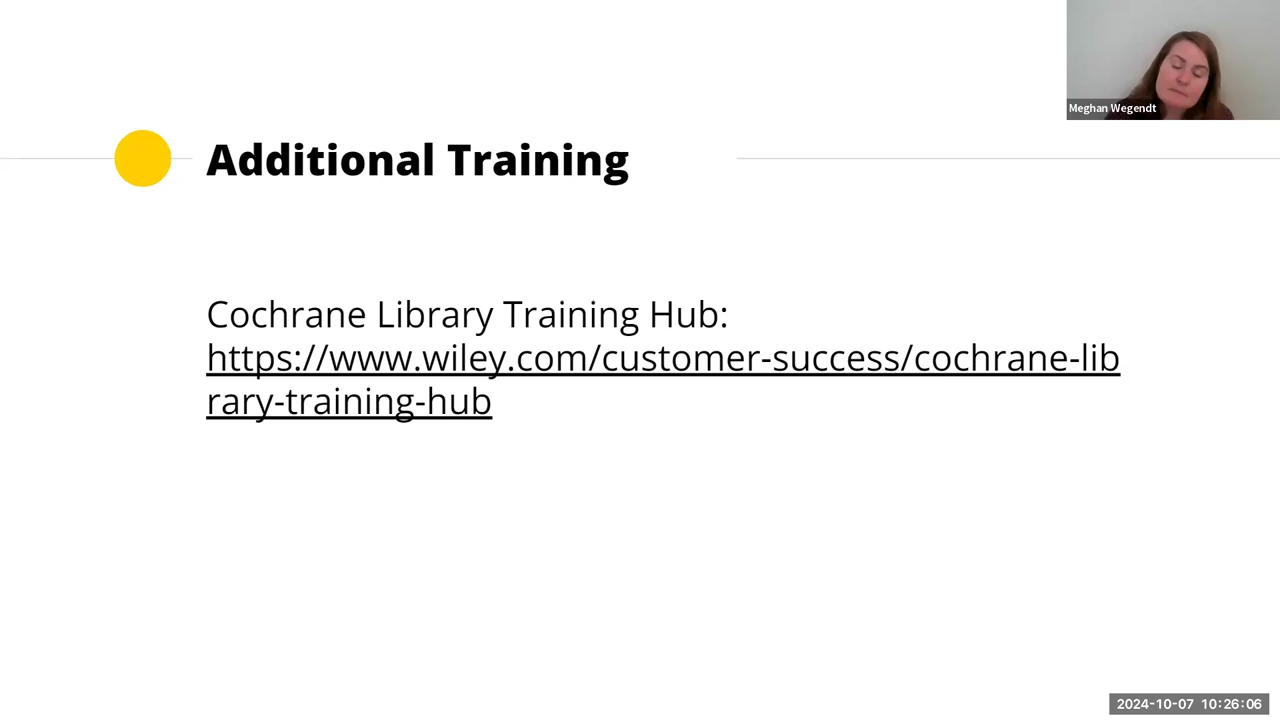 Meghan Wegendt
Additional Training
Cochrane Library Training Hub:
https://www.wiley.com/customer-success/cochrane-lib
rary-training-hub
2024-10-07 10:26:06